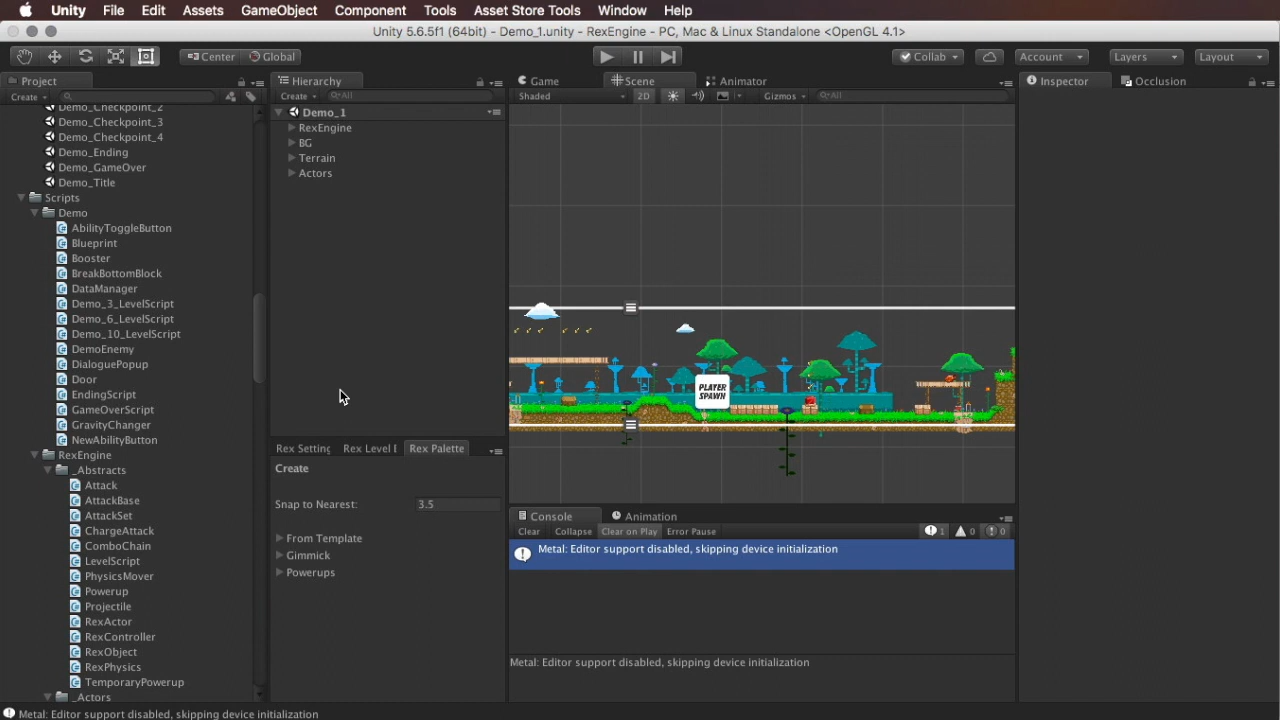 Unity File Edit Assets GameObject Component Tools Asset Store Tools Window Help
Unity 5.6.5f1 (64bit) - Demo_1.unity - RexEngine - PC, Mac & Linux Standalone <OpenGL 4.1>
Center Global Collab Account Layers Layout
Project
Create
Demo_Checkpoint_2
Demo_Checkpoint_3
Demo_Checkpoint_4
Demo_Ending
Demo_GameOver
Demo_Title
Scripts
Demo
AbilityToggleButton
Blueprint
Booster
BreakBottomBlock
DataManager
Demo_3_LevelScript
Demo_6_LevelScript
Demo_10_LevelScript
DemoEnemy
DialoguePopup
Door
EndingScript
GameOverScript
GravityChanger
NewAbilityButton
RexEngine
_Abstracts
Attack
AttackBase
AttackSet
ChargeAttack
ComboChain
LevelScript
PhysicsMover
Powerup
Projectile
RexActor
RexController
RexObject
RexPhysics
TemporaryPowerup
_Actors
Hierarchy
Create All
Demo_1
RexEngine
BG
Terrain
Actors
Rex Setting Rex Level Rex Palette
Create
Snap to Nearest: 3.5
From Template
Gimmick
Powerups
Game Scene Animator
Shaded 2D Gizmos All
PLAYER
SPAWN
Console Animation
Clear Collapse Clear on Play Error Pause 1 0 0
Metal: Editor support disabled, skipping device initialization
Metal: Editor support disabled, skipping device initialization
Inspector Occlusion
Metal: Editor support disabled, skipping device initialization